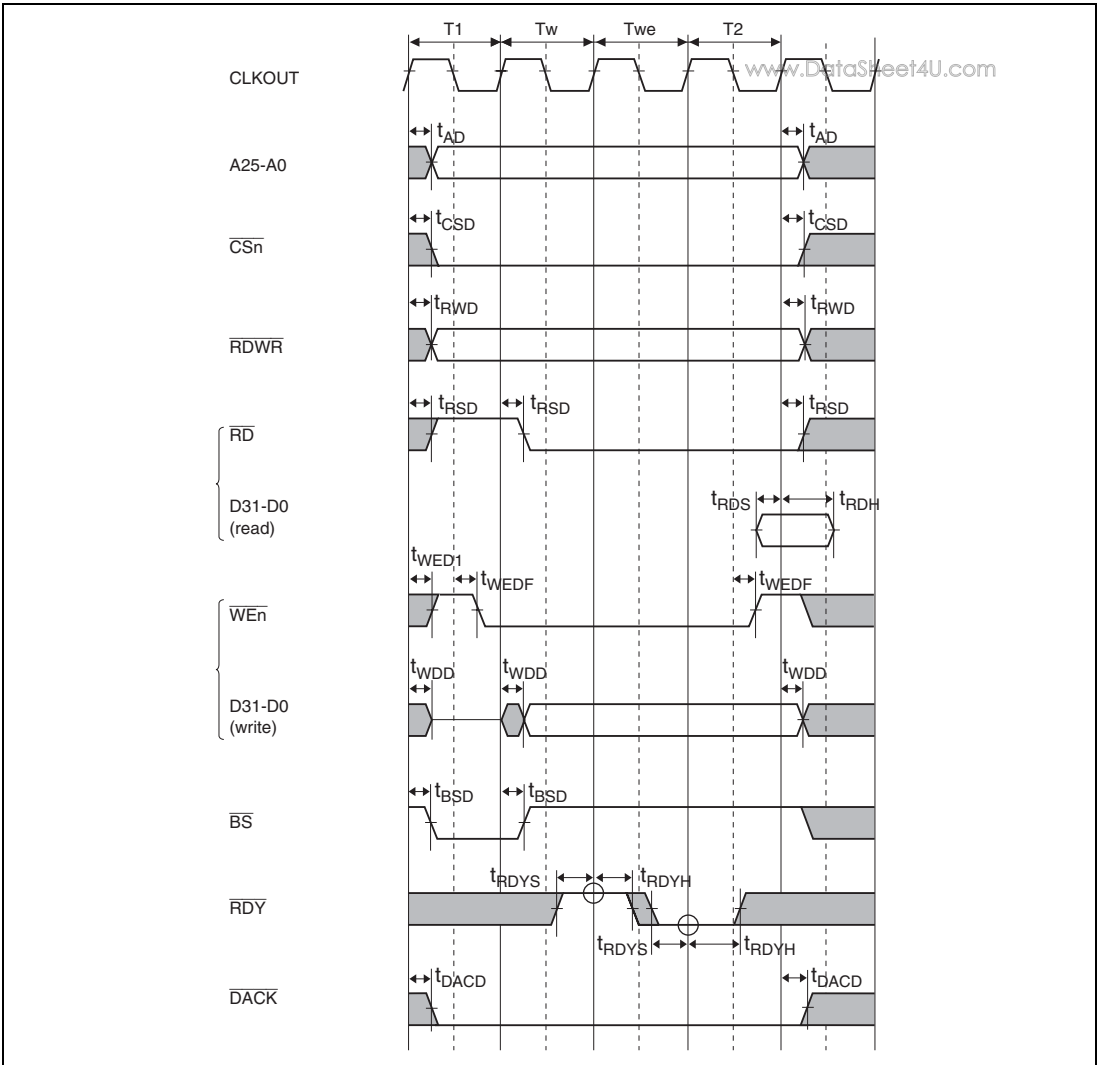 T1 Tw Twe T2
CLKOUT
www.DataSheet4U.com
tAD tAD
A25-A0
tCSD tCSD
CSn
tRWD tRWD
RDWR
tRSD tRSD tRSD
RD
D31-D0
(read)
tRDS tRDH
tWED1 tWEDF tWEDF
WEn
tWDD tWDD tWDD
D31-D0
(write)
tBSD tBSD
BS
tRDYS tRDYH
RDY
tRDYS tRDYH
tDACD tDACD
DACK